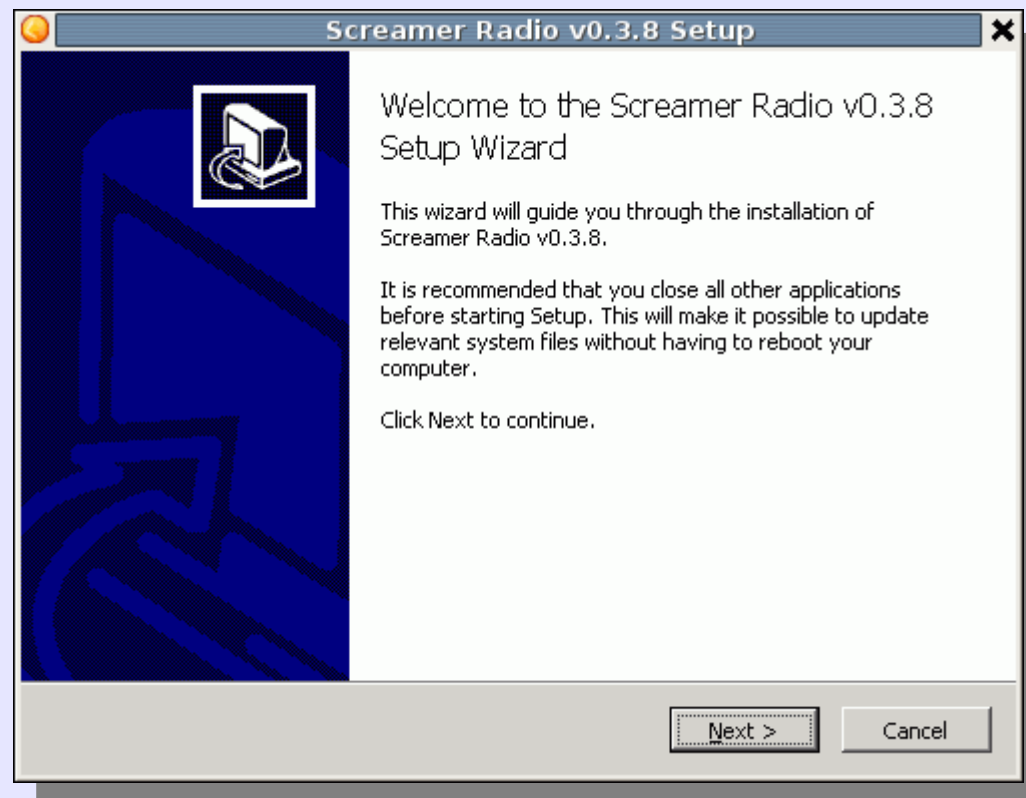 Screamer Radio v0.3.8 Setup
Welcome to the Screamer Radio v0.3.8
Setup Wizard
This wizard will guide you through the installation of
Screamer Radio v0.3.8.
It is recommended that you close all other applications
before starting Setup. This will make it possible to update
relevant system files without having to reboot your
computer.
Click Next to continue.
Next >
Cancel